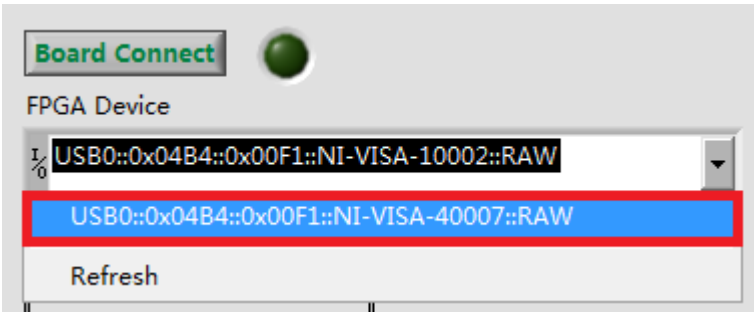 Board Connect
FPGA Device
I/O USB0::0x04B4::0x00F1::NI-VISA-10002::RAW
USB0::0x04B4::0x00F1::NI-VISA-40007::RAW
Refresh